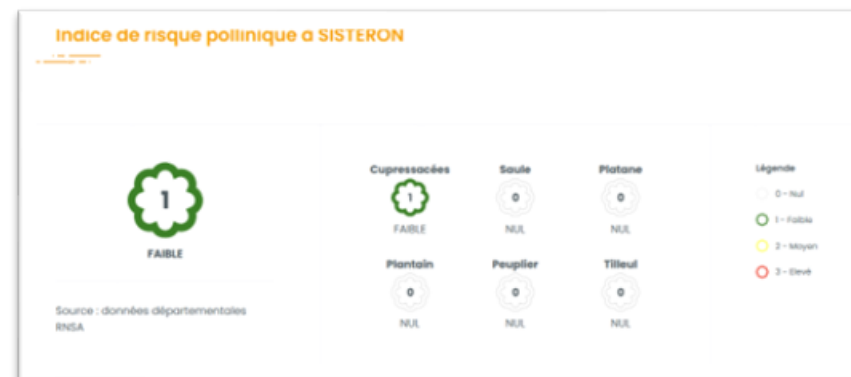 Indice de risque pollinique à SISTERON
1
FAIBLE
Source : données départementales
RNSA
Cupressacées
1
FAIBLE
Saule
0
NUL
Platane
0
NUL
Plantain
0
NUL
Peuplier
0
NUL
Tilleul
0
NUL
Légende
0 - Nul
1 - Faible
2 - Moyen
3 - Elevé